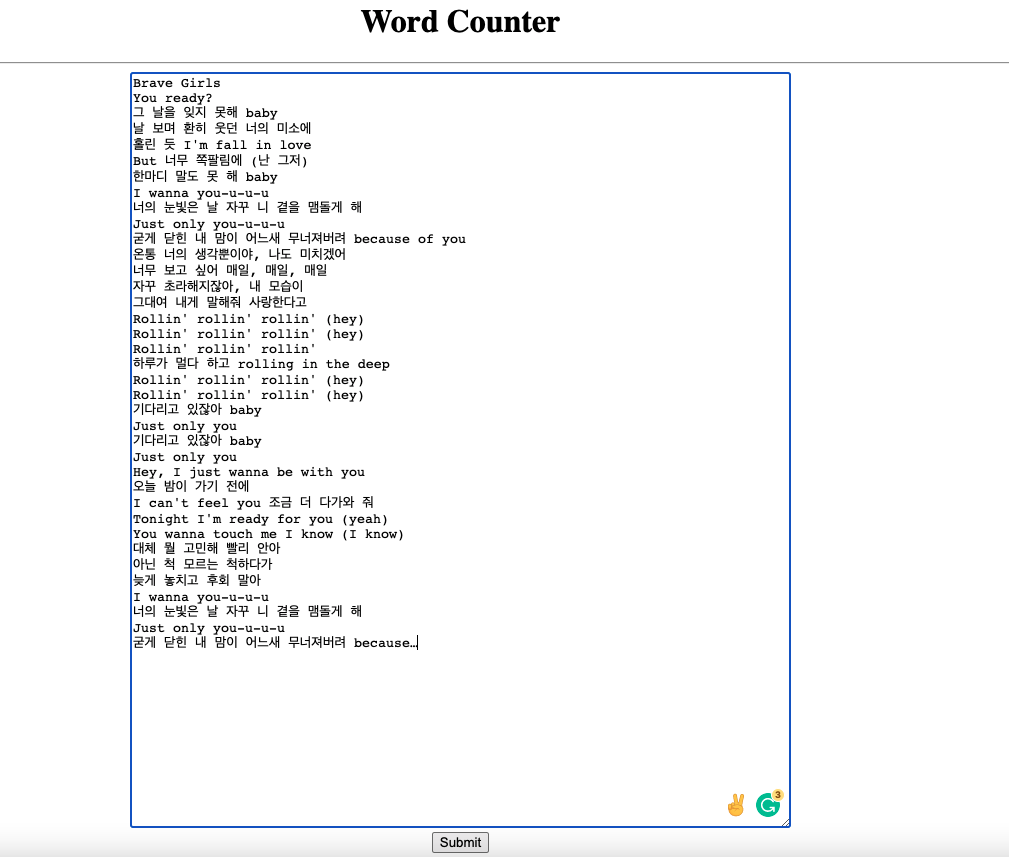 Word Counter
Brave Girls
You ready?
그 날을 잊지 못해 baby
날 보며 환히 웃던 너의 미소에
홀린 듯 I'm fall in love
But 너무 쪽팔림에 (난 그저)
한마디 말도 못 해 baby
I wanna you-u-u-u
너의 눈빛은 날 자꾸 네 곁을 맴돌게 해
Just only you-u-u-u
굳게 닫힌 내 맘이 어느새 무너져버려 because of you
온통 너의 생각뿐이야, 나도 미치겠어
너무 보고 싶어 매일, 매일, 매일
자꾸 초라해지잖아, 내 모습이
그대여 내게 말해줘 사랑한다고
Rollin' rollin' rollin' (hey)
Rollin' rollin' rollin' (hey)
Rollin' rollin' rollin'
하루가 멀다 하고 rolling in the deep
Rollin' rollin' rollin' (hey)
Rollin' rollin' rollin' (hey)
기다리고 있잖아 baby
Just only you
기다리고 있잖아 baby
Just only you
Hey, I just wanna be with you
오늘 밤이 가기 전에
I can't feel you 조금 더 다가와 줘
Tonight I'm ready for you (yeah)
You wanna touch me I know (I know)
대체 뭘 고민해 빨리 안아
아닌 척 모르는 척하다가
늦게 놓치고 후회 말아
I wanna you-u-u-u
너의 눈빛은 날 자꾸 니 곁을 맴돌게 해
Just only you-u-u-u
굳게 닫힌 내 맘이 어느새 무너져버려 because…
3
Submit